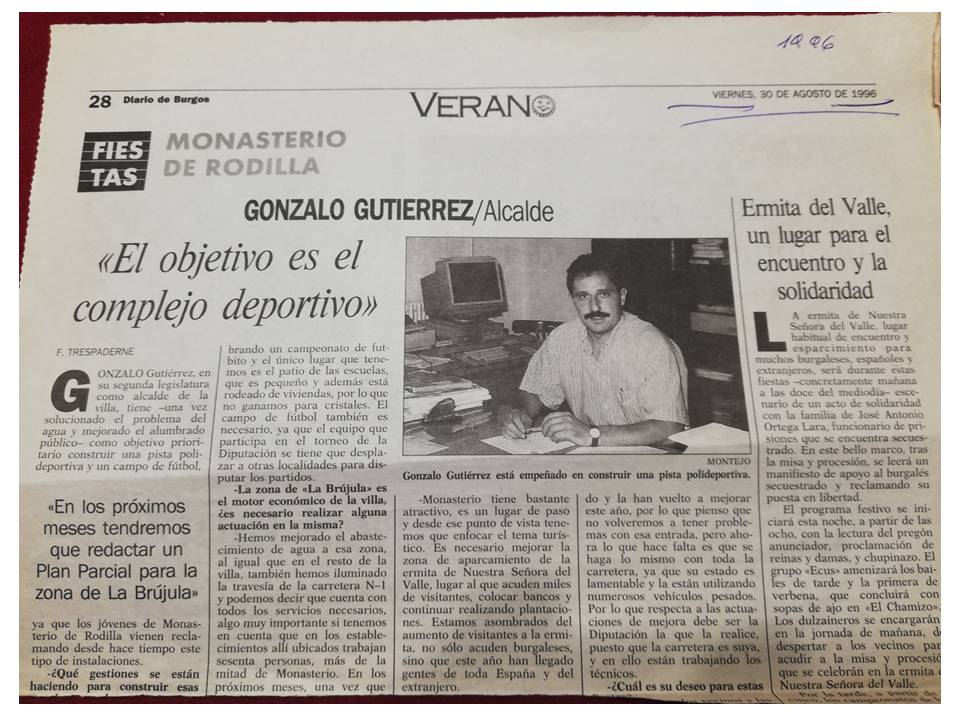 1996
28 Diario de Burgos
VERANO
VIERNES, 30 DE AGOSTO DE 1996
FIES
TAS
MONASTERIO
DE RODILLA
GONZALO GUTIERREZ/Alcalde
«El objetivo es el
complejo deportivo»
F. TRESPADERNE
GONZALO Gutiérrez, en
su segunda legislatura
como alcalde de la
villa, tiene –una vez
solucionado el problema del
agua y mejorado el alumbrado
público– como objetivo priori-
tario construir una pista poli-
deportiva y un campo de fútbol,
«En los próximos
meses tendremos
que redactar un
Plan Parcial para la
zona de La Brújula»
ya que los jóvenes de Monas-
terio de Rodilla vienen recla-
mando desde hace tiempo este
tipo de instalaciones.
-¿Qué gestiones se están
haciendo para construir esas
brando un campeonato de fut-
bito y el único lugar que tene-
mos es el patio de las escuelas,
que es pequeño y además está
rodeado de viviendas, por lo que
no ganamos para cristales. El
campo de fútbol también es
necesario, ya que el equipo que
participa en el torneo de la
Diputación se tiene que despla-
zar a otras localidades para dis-
putar los partidos.
-La zona de «La Brújula» es
el motor económico de la villa,
¿es necesario realizar alguna
actuación en la misma?
-Hemos mejorado el abaste-
cimiento de agua a esa zona,
al igual que en el resto de la
villa, también hemos iluminado
la travesía de la carretera N-I
y podemos decir que cuenta con
todos los servicios necesarios,
algo muy importante si tenemos
en cuenta que en los estable-
cimientos allí ubicados trabajan
sesenta personas, más de la
mitad de Monasterio. En los
próximos meses, una vez que
MONTEJO
Gonzalo Gutiérrez está empeñado en construir una pista polideportiva.
-Monasterio tiene bastante
atractivo, es un lugar de paso
y desde ese punto de vista tene-
mos que enfocar el tema turís-
tico. Es necesario mejorar la
zona de aparcamiento de la
ermita de Nuestra Señora del
Valle, lugar al que acuden miles
de visitantes, colocar bancos y
continuar realizando plantacio-
nes. Estamos asombrados del
aumento de visitantes a la ermi-
ta, no sólo acuden burgaleses,
sino que este año han llegado
gentes de toda España y del
extranjero.
do y la han vuelto a mejorar
este año, por lo que pienso que
no volveremos a tener problemas
con esa entrada, pero aho-
ra lo que hace falta es que se
haga lo mismo con toda la
carretera, ya que su estado es
lamentable y la están utilizando
numerosos vehículos pesados.
Por lo que respecta a las actua-
ciones de mejora debe ser la
Diputación la que la realice,
puesto que la carretera es suya,
y en ello están trabajando los
técnicos.
-¿Cuál es su deseo para estas
Ermita del Valle,
un lugar para el
encuentro y la
solidaridad
LA ermita de Nuestra
Señora del Valle, lugar
habitual de encuentro y
esparcimiento para
muchos burgaleses, españoles y
extranjeros, será durante estas
fiestas –concretamente mañana
a las doce del mediodía– esce-
nario de un acto de solidaridad
con la familia de José Antonio
Ortega Lara, funcionario de pri-
siones que se encuentra secues-
trado. En este bello marco, tras
la misa y procesión, se leerá un
manifiesto de apoyo al burgalés
secuestrado y reclamando su
puesta en libertad.
El programa festivo se ini-
ciará esta noche, a partir de las
ocho, con la lectura del pregón
anunciador, proclamación de
reinas y damas, y chupinazo. El
grupo «Ecus» amenizará los bai-
les de tarde y la primera de
verbena, que concluirá con
sopas de ajo en «El Chamizo».
Los dulzaineros se encargarán
en la jornada de mañana, de
despertar a los vecinos para
acudir a la misa y procesió
que se celebrarán en la ermita d
Nuestra Señora del Valle.
Por la tarde, a partir de